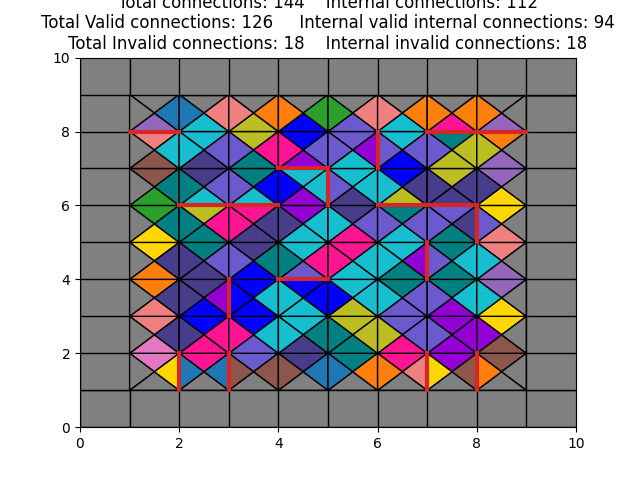 Total connections: 144    Internal connections: 112
Total Valid connections: 126    Internal valid internal connections: 94
Total Invalid connections: 18    Internal invalid connections: 18
10
8
6
4
2
0
0 2 4 6 8 10